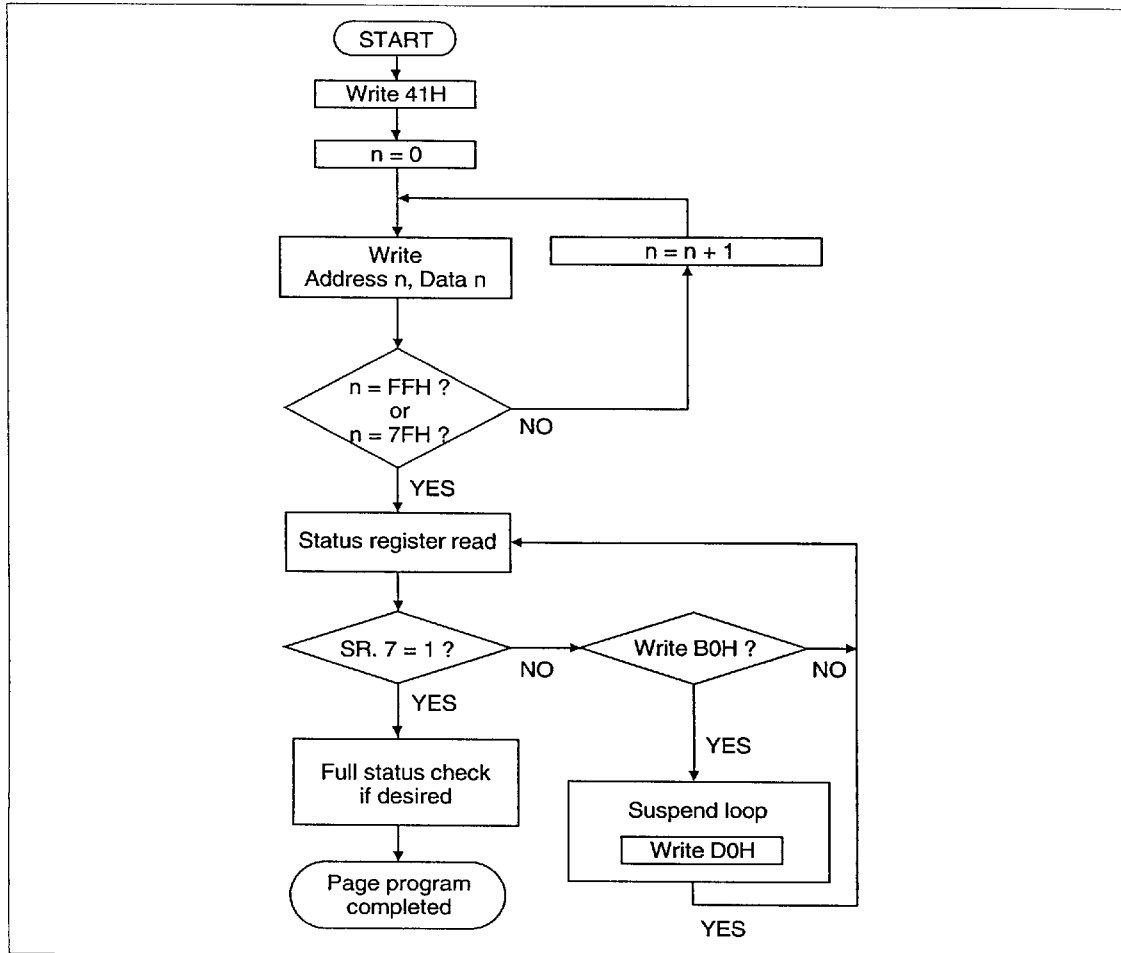 START
Write 41H
n = 0
Write
Address n, Data n
n = n + 1
n = FFH ?
or
n = 7FH ?
NO
YES
Status register read
SR. 7 = 1 ?
NO
Write B0H ?
NO
YES
YES
Full status check
if desired
Suspend loop
Write D0H
YES
Page program
completed